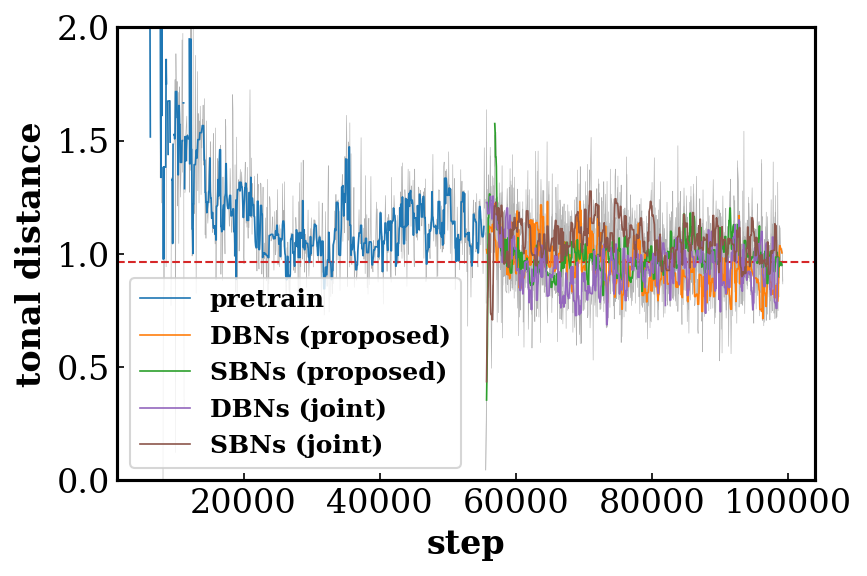 2.0
1.5
1.0
0.5
0.0
tonal distance
pretrain
DBNs (proposed)
SBNs (proposed)
DBNs (joint)
SBNs (joint)
20000 40000 60000 80000 100000
step